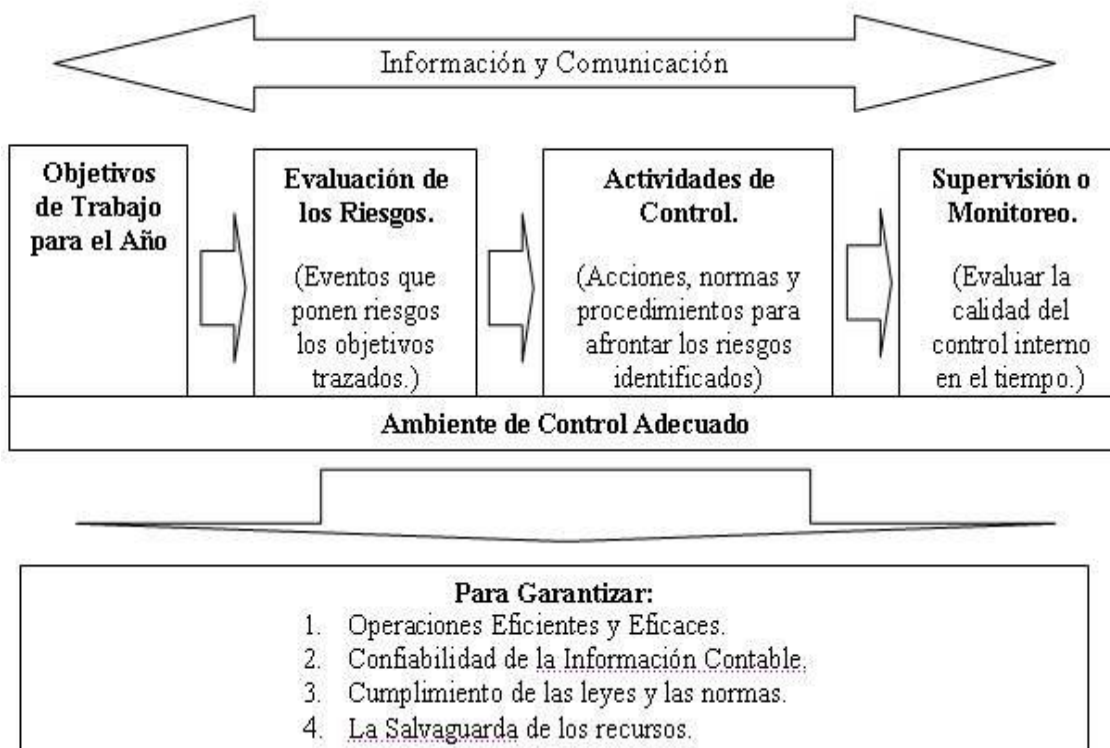 Información y Comunicación
Objetivos
de Trabajo
para el Año
Evaluación de
los Riesgos.
(Eventos que
ponen riesgos
los objetivos
trazados.)
Actividades de
Control.
(Acciones, normas y
procedimientos para
afrontar los riesgos
identificados)
Supervisión o
Monitoreo.
(Evaluar la
calidad del
control interno
en el tiempo.)
Ambiente de Control Adecuado
Para Garantizar:
1. Operaciones Eficientes y Eficaces.
2. Confiabilidad de la Información Contable.
3. Cumplimiento de las leyes y las normas.
4. La Salvaguarda de los recursos.